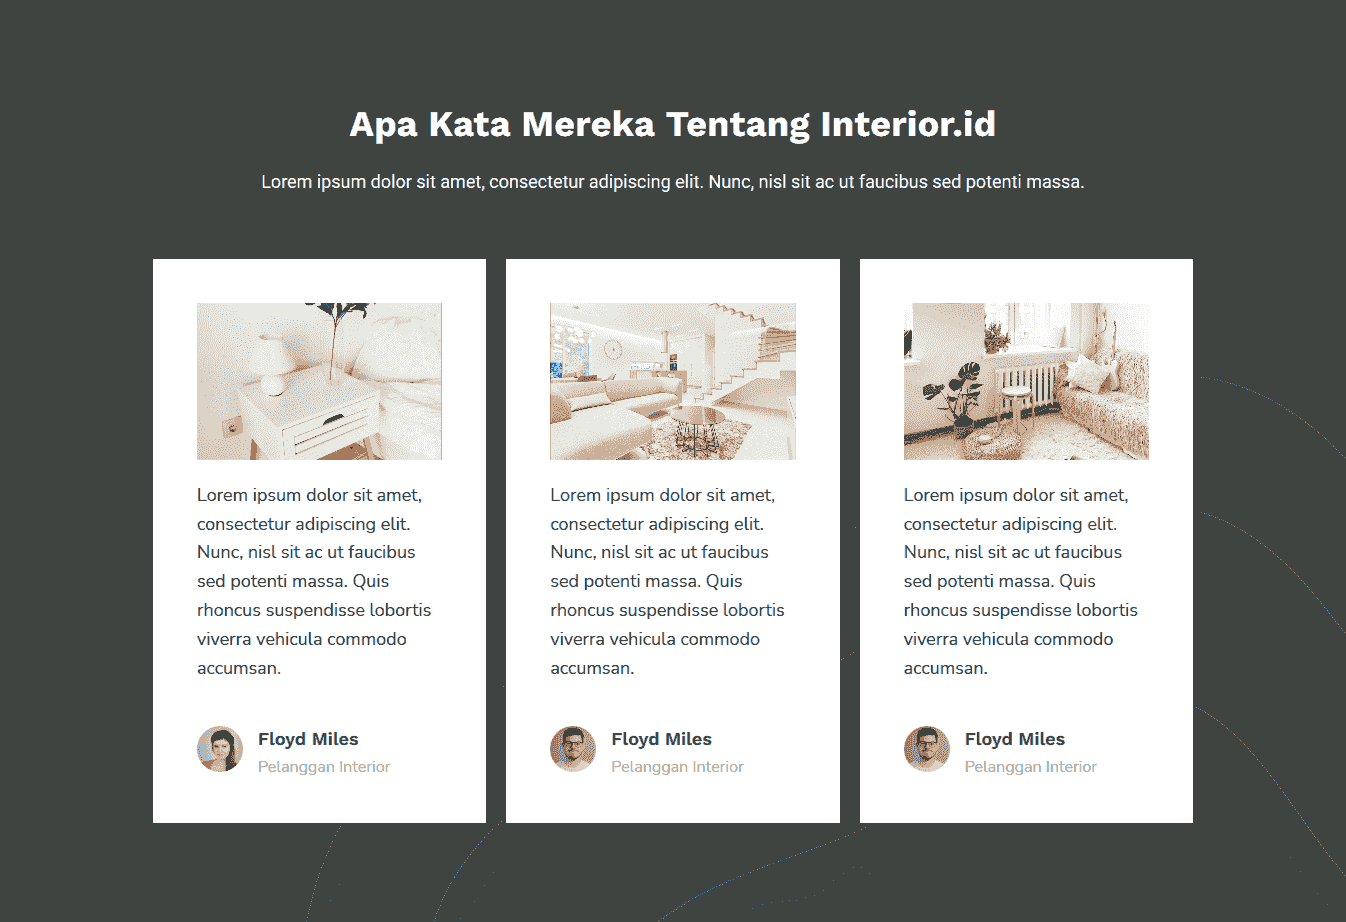 Apa Kata Mereka Tentang Interior.id
Lorem ipsum dolor sit amet, consectetur adipiscing elit. Nunc, nisl sit ac ut faucibus sed potenti massa.
Lorem ipsum dolor sit amet,
consectetur adipiscing elit.
Nunc, nisl sit ac ut faucibus
sed potenti massa. Quis
rhoncus suspendisse lobortis
viverra vehicula commodo
accumsan.
Floyd Miles
Pelanggan Interior
Lorem ipsum dolor sit amet,
consectetur adipiscing elit.
Nunc, nisl sit ac ut faucibus
sed potenti massa. Quis
rhoncus suspendisse lobortis
viverra vehicula commodo
accumsan.
Floyd Miles
Pelanggan Interior
Lorem ipsum dolor sit amet,
consectetur adipiscing elit.
Nunc, nisl sit ac ut faucibus
sed potenti massa. Quis
rhoncus suspendisse lobortis
viverra vehicula commodo
accumsan.
Floyd Miles
Pelanggan Interior